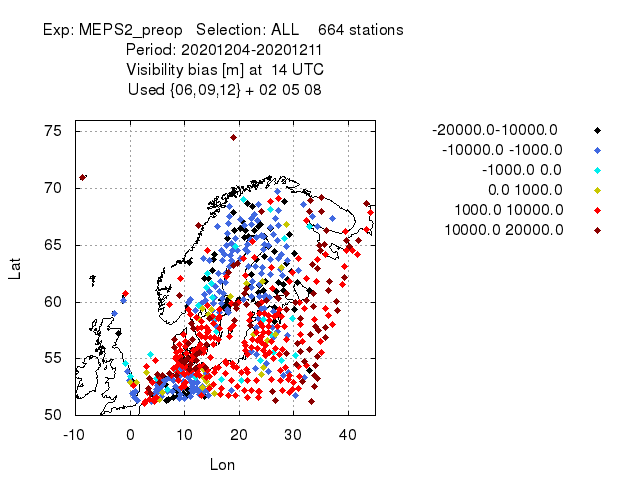 Exp: MEPS2_preop   Selection: ALL    664 stations
Period: 20201204-20201211
Visibility bias [m] at  14 UTC
Used {06,09,12} + 02 05 08
-20000.0-10000.0
-10000.0 -1000.0
-1000.0 0.0
0.0 1000.0
1000.0 10000.0
10000.0 20000.0
75
70
65
60
55
50
Lat
-10 0 10 20 30 40
Lon